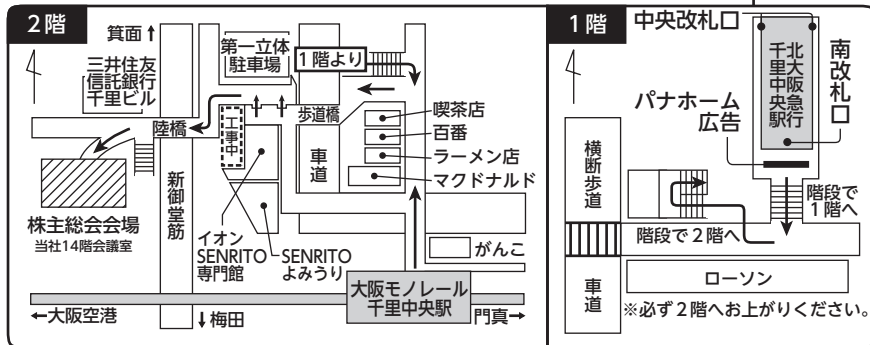 2階
箕面↑
三井住友
信託銀行
千里ビル
第一立体
駐車場
1階より
陸橋
工事中
歩道橋
車道
喫茶店
百番
ラーメン店
マクドナルド
新御堂筋
株主総会会場
当社14階会議室
イオン
SENRITO
専門館
SENRITO
よみうり
がんこ
大阪モノレール
千里中央駅
←大阪空港
↓梅田
門真→
1階
中央改札口
北大阪急行
千里中央駅
南改札口
パナホーム
広告
横断歩道
階段で
1階へ
階段で2階へ
車道
ローソン
※必ず2階へお上がりください。